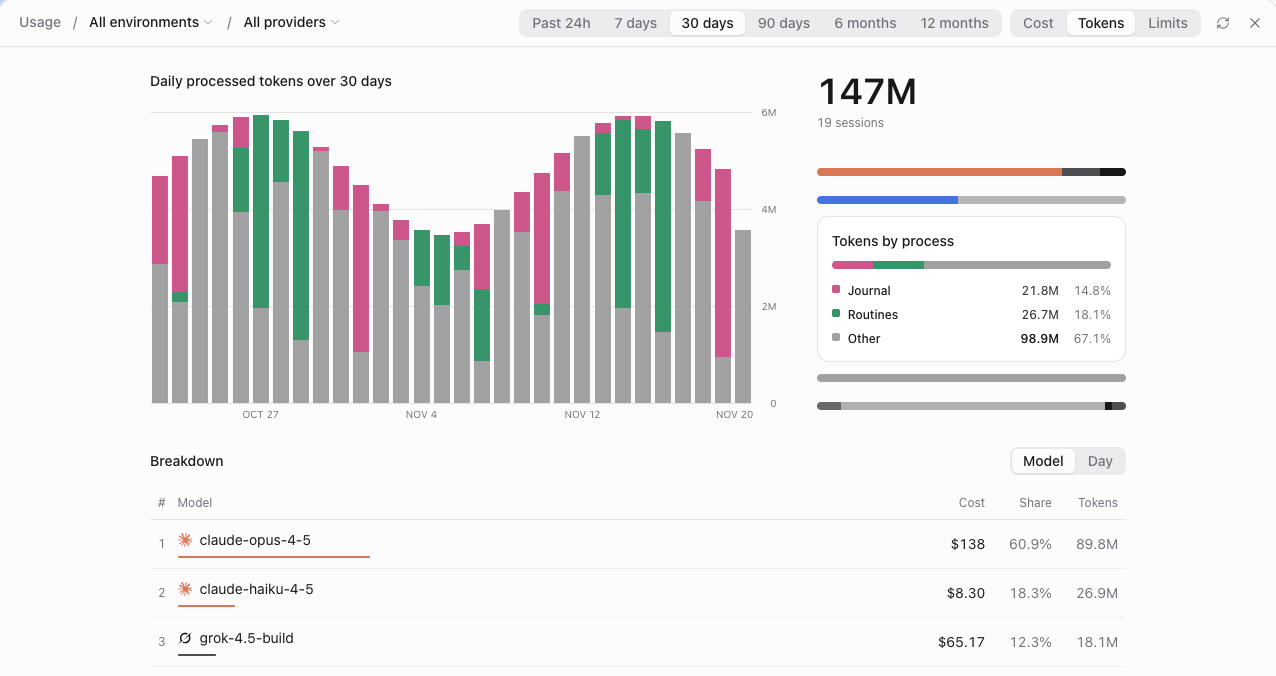 Usage / All environments / All providers
Past 24h 7 days 30 days 90 days 6 months 12 months
Cost Tokens Limits
Daily processed tokens over 30 days
6M
4M
2M
0
OCT 27 NOV 4 NOV 12 NOV 20
147M
19 sessions
Tokens by process
Journal 21.8M 14.8%
Routines 26.7M 18.1%
Other 98.9M 67.1%
Breakdown
Model Day
# Model Cost Share Tokens
1 claude-opus-4-5 $138 60.9% 89.8M
2 claude-haiku-4-5 $8.30 18.3% 26.9M
3 grok-4.5-build $65.17 12.3% 18.1M